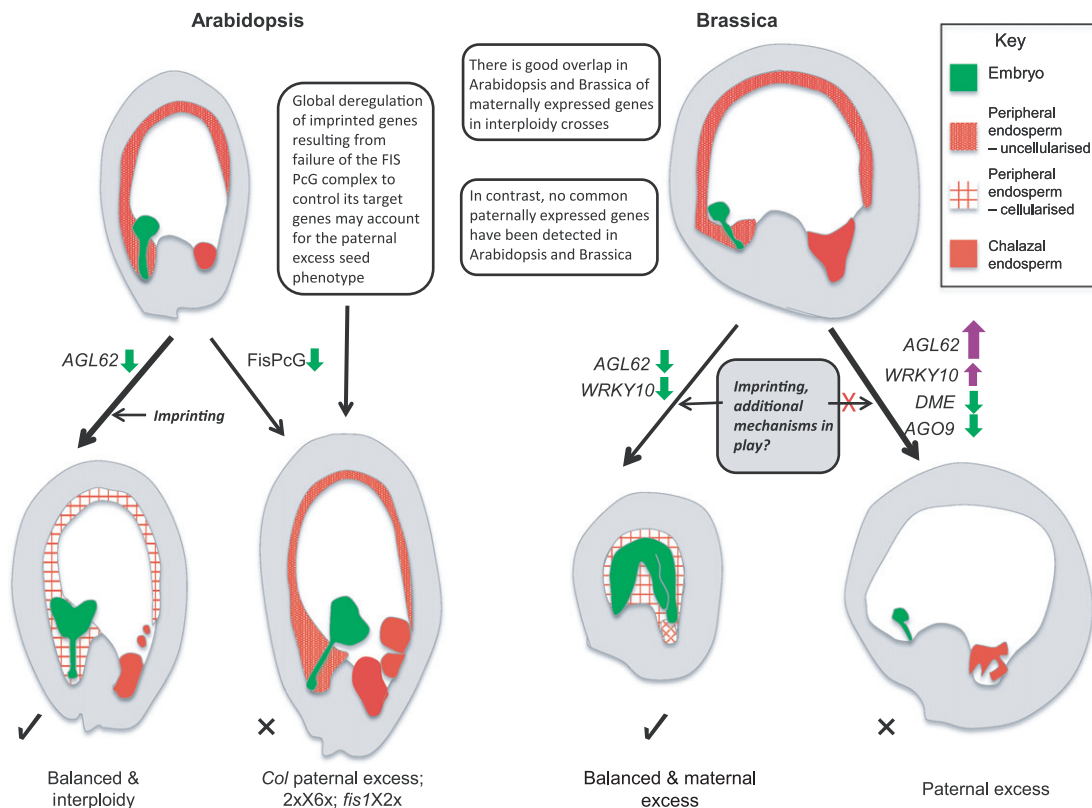 Arabidopsis
Brassica
Global deregulation
of imprinted genes
resulting from
failure of the FIS
PcG complex to
control its target
genes may account
for the paternal
excess seed
phenotype
There is good overlap in
Arabidopsis and Brassica of
maternally expressed genes
in interploidy crosses
In contrast, no common
paternally expressed genes
have been detected in
Arabidopsis and Brassica
Key
Embryo
Peripheral
endosperm
– uncellularised
Peripheral
endosperm
– cellularised
Chalazal
endosperm
AGL62
Imprinting
FisPcG
AGL62
WRKY10
Imprinting,
additional
mechanisms in
play?
X
AGL62
WRKY10
DME
AGO9
✓
×
✓
×
Balanced &
interploidy
Col paternal excess;
2xX6x; fis1X2x
Balanced & maternal
excess
Paternal excess